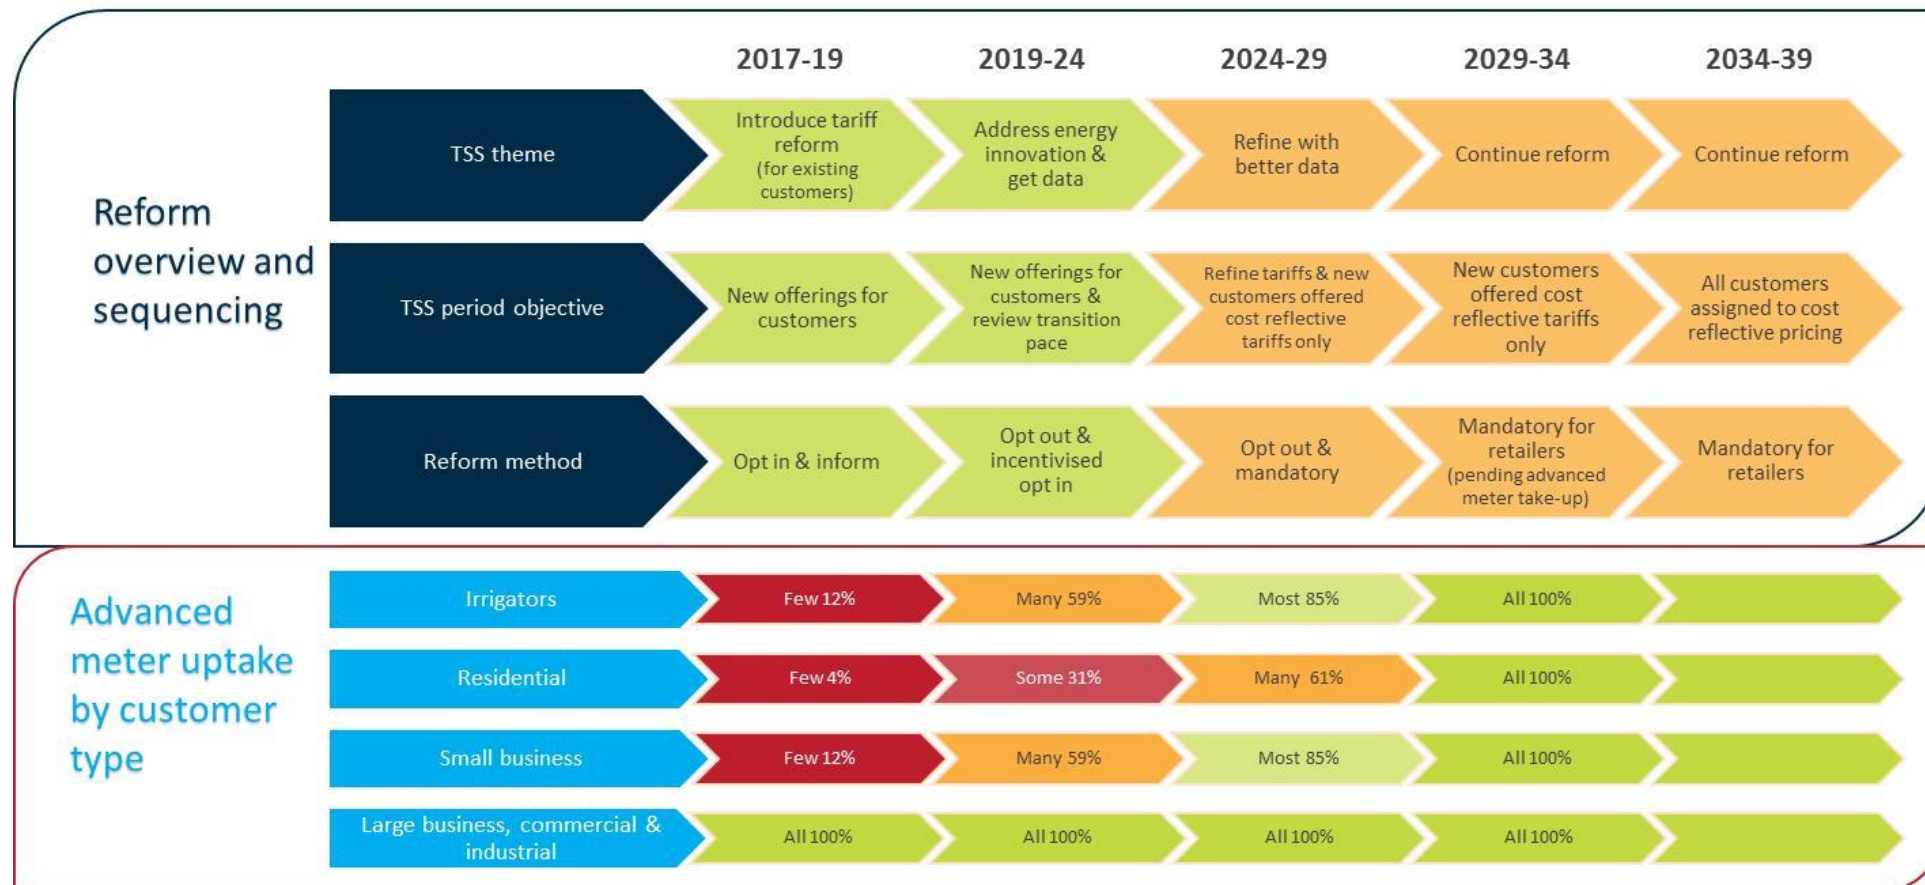 2017-19
2019-24
2024-29
2029-34
2034-39
Reform
overview and
sequencing
TSS theme
Introduce tariff
reform
(for existing
customers)
Address energy
innovation &
get data
Refine with
better data
Continue reform
Continue reform
TSS period objective
New offerings for
customers
New offerings for
customers &
review transition
pace
Refine tariffs & new
customers offered
cost reflective
tariffs only
New customers
offered cost
reflective tariffs
only
All customers
assigned to cost
reflective pricing
Reform method
Opt in & inform
Opt out &
incentivised
opt in
Opt out &
mandatory
Mandatory for
retailers
(pending advanced
meter take-up)
Mandatory for
retailers
Advanced
meter uptake
by customer
type
Irrigators
Few 12%
Many 59%
Most 85%
All 100%
Residential
Few 4%
Some 31%
Many 61%
All 100%
Small business
Few 12%
Many 59%
Most 85%
All 100%
Large business, commercial &
industrial
All 100%
All 100%
All 100%
All 100%